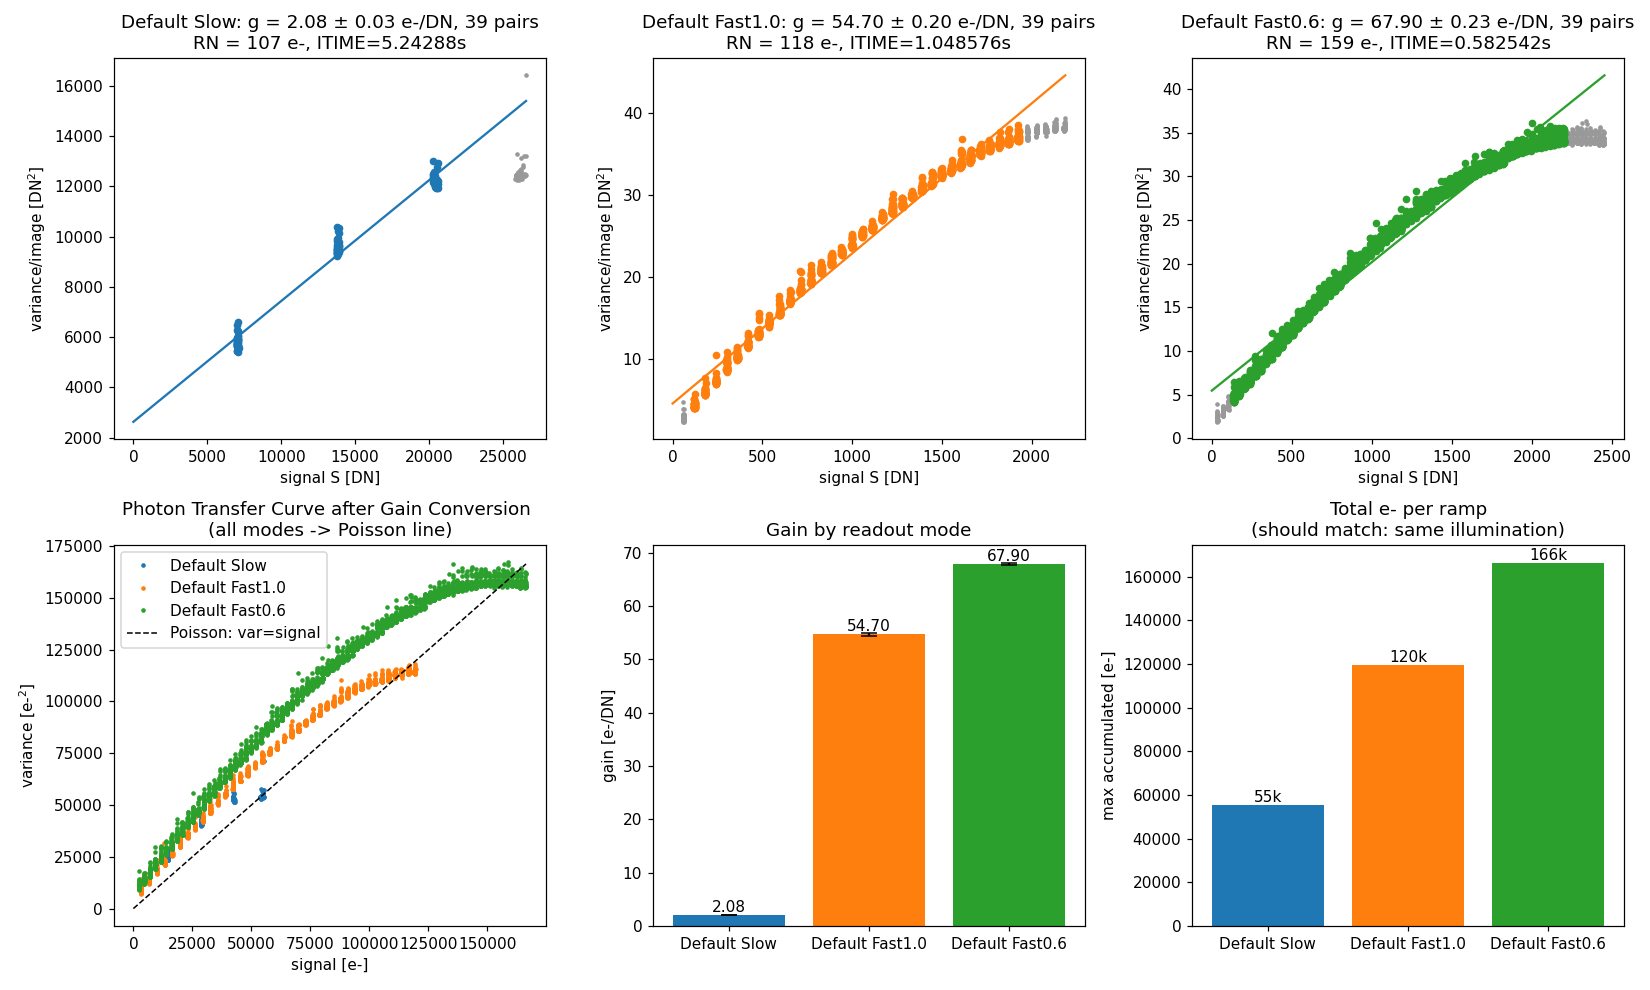 Default Slow: g = 2.08 ± 0.03 e-/DN, 39 pairs
RN = 107 e-, ITIME=5.24288s
16000
14000
12000
10000
8000
6000
4000
2000
variance/image [DN²]
0 5000 10000 15000 20000 25000
signal S [DN]
Default Fast1.0: g = 54.70 ± 0.20 e-/DN, 39 pairs
RN = 118 e-, ITIME=1.048576s
40
30
20
10
variance/image [DN²]
0 500 1000 1500 2000
signal S [DN]
Default Fast0.6: g = 67.90 ± 0.23 e-/DN, 39 pairs
RN = 159 e-, ITIME=0.582542s
40
35
30
25
20
15
10
5
0
variance/image [DN²]
0 500 1000 1500 2000 2500
signal S [DN]
Photon Transfer Curve after Gain Conversion
(all modes -> Poisson line)
175000
150000
125000
100000
75000
50000
25000
0
variance [e-²]
Default Slow
Default Fast1.0
Default Fast0.6
Poisson: var=signal
0 25000 50000 75000 100000 125000 150000
signal [e-]
Gain by readout mode
70
60
50
40
30
20
10
0
gain [e-/DN]
2.08
54.70
67.90
Default Slow Default Fast1.0 Default Fast0.6
Total e- per ramp
(should match: same illumination)
160000
140000
120000
100000
80000
60000
40000
20000
0
max accumulated [e-]
55k
120k
166k
Default Slow Default Fast1.0 Default Fast0.6